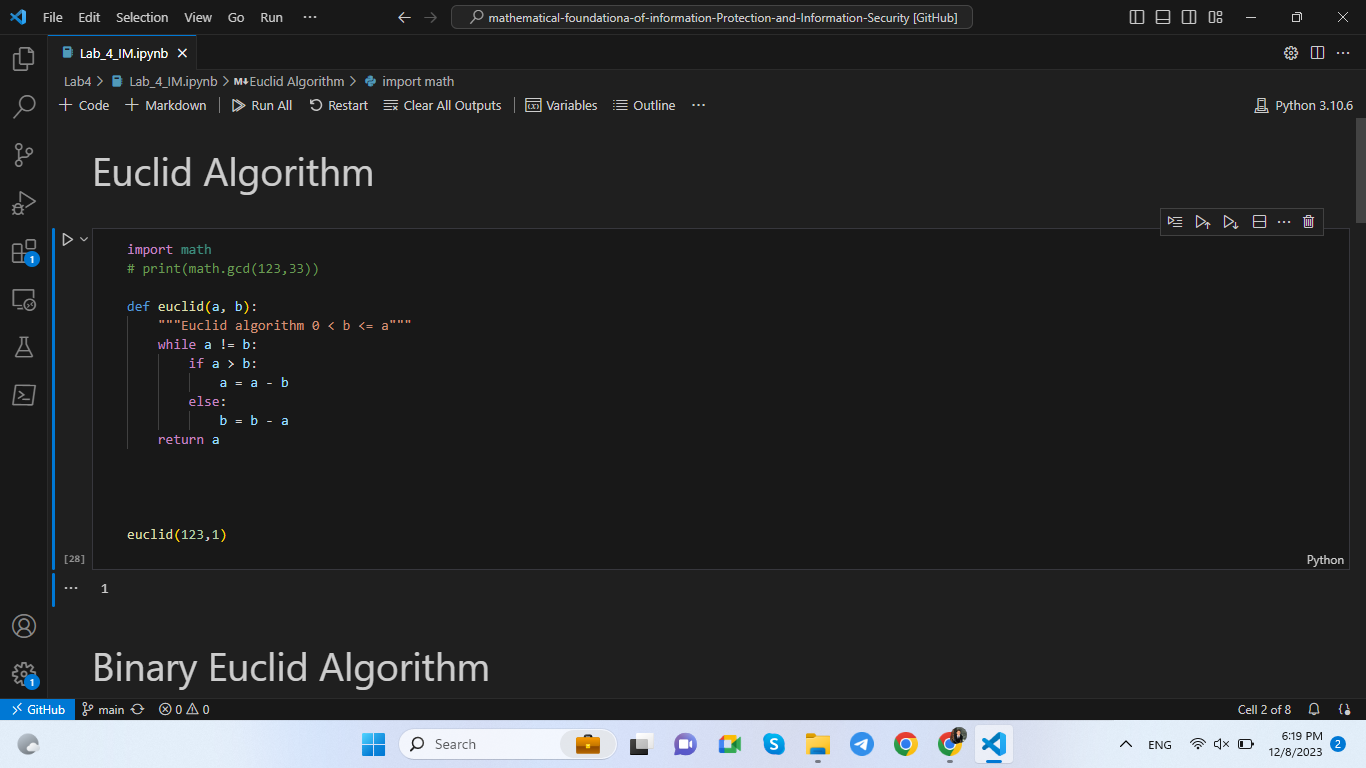 File Edit Selection View Go Run ···
mathematical-foundationa-of-information-Protection-and-Information-Security [GitHub]
Lab_4_IM.ipynb
Lab4 > Lab_4_IM.ipynb > M↓Euclid Algorithm > import math
+ Code + Markdown Run All Restart Clear All Outputs Variables Outline ··· Python 3.10.6
Euclid Algorithm
import math
# print(math.gcd(123,33))
def euclid(a, b):
"""Euclid algorithm 0 < b <= a"""
while a != b:
if a > b:
a = a - b
else:
b = b - a
return a
euclid(123,1)
[28]
Python
1
Binary Euclid Algorithm
1
1
GitHub main 0 0 Cell 2 of 8
Search
ENG
6:19 PM
12/8/2023
2